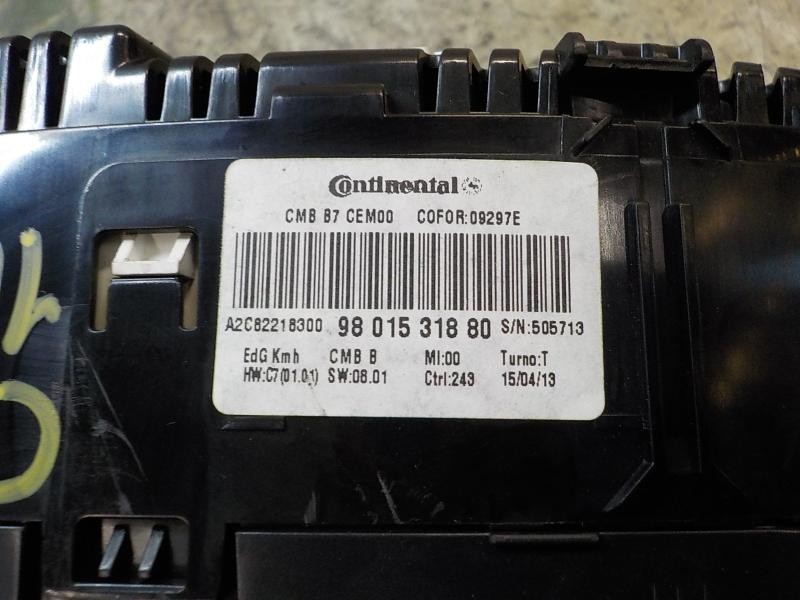 Continental
CMB B7 CEM00 COFOR:09297E
A2C82218300 98 015 318 80 S/N:505713
EdG Kmh CMB B MI:00 Turno:T
HW:C7(01.01) SW:08.01 Ctrl:243 15/04/13